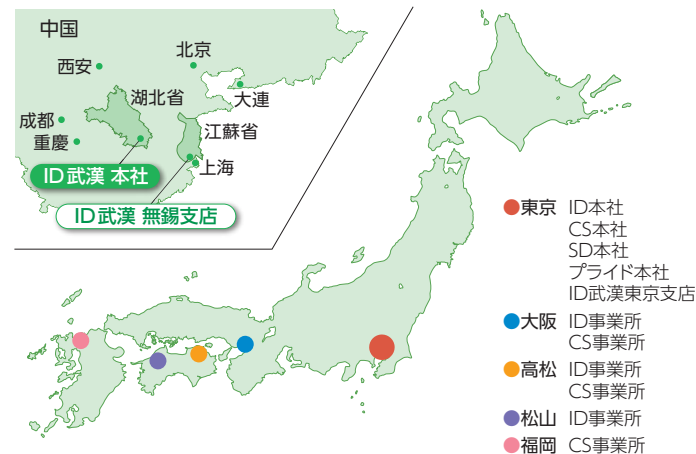 中国
北京
西安
大連
湖北省
成都
江蘇省
重慶
上海
ID武漢 本社
ID武漢 無錫支店
東京 ID本社
CS本社
SD本社
プライド本社
ID武漢東京支店
大阪 ID事業所
CS事業所
高松 ID事業所
CS事業所
松山 ID事業所
福岡 CS事業所